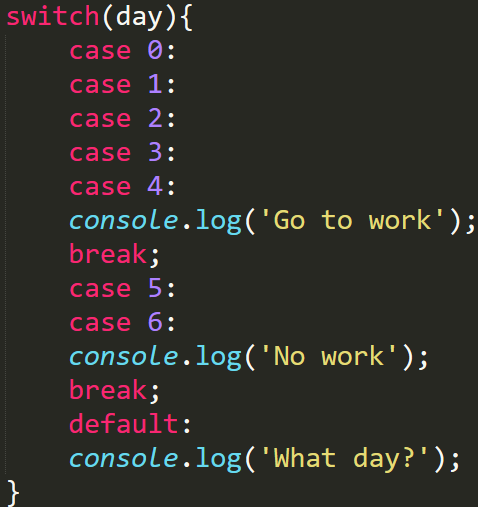 switch(day){
    case 0:
    case 1:
    case 2:
    case 3:
    case 4:
    console.log('Go to work');
    break;
    case 5:
    case 6:
    console.log('No work');
    break;
    default:
    console.log('What day?');
}